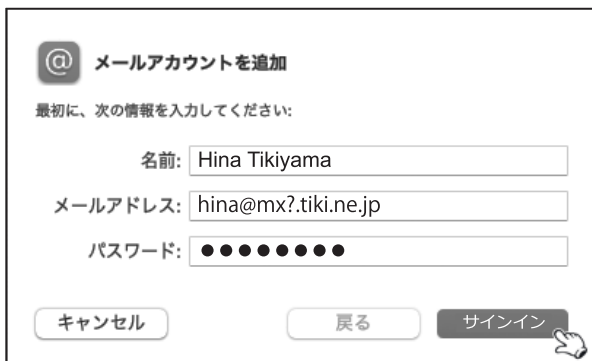 @ メールアカウントを追加
最初に、次の情報を入力してください:
名前: Hina Tikiyama
メールアドレス: hina@mx?.tiki.ne.jp
パスワード: ●●●●●●●●
キャンセル 戻る サインイン